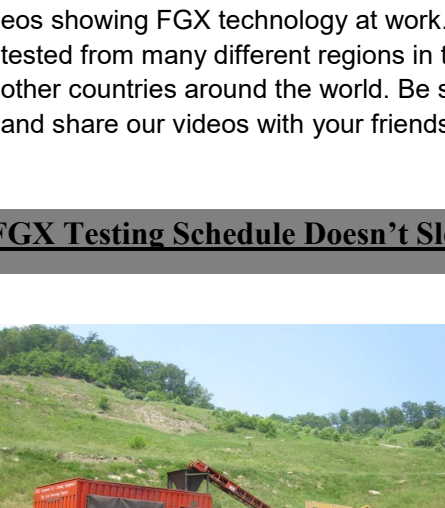 eos showing FGX technology at work.
tested from many different regions in t
other countries around the world. Be s
and share our videos with your friends
FGX Testing Schedule Doesn’t Sl